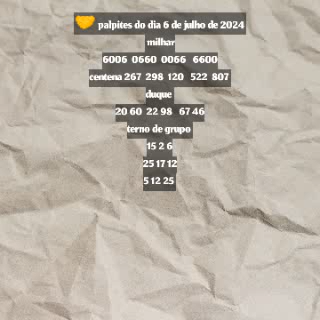 palpites do dia 6 de julho de 2024
milhar
6006 0660 0066 6600
centena 267 298 120 522 807
duque
20 60 22 98 67 46
terno de grupo
15 2 6
25 17 12
5 12 25